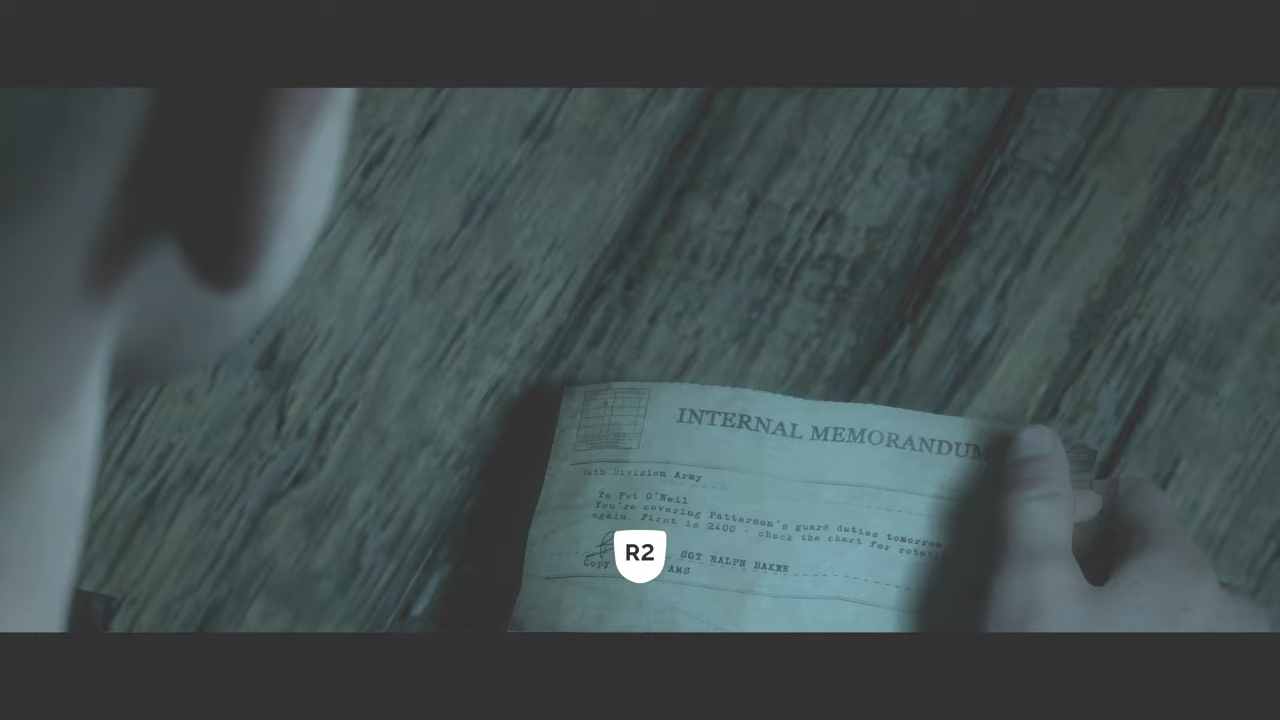 INTERNAL MEMORANDUM
Division Army
To Pvt O'Neil
You're covering Patterson's guard duties tomorrow
again. First is 2400 - check the chart for
SGT RALPH BAKER
Copy
R2